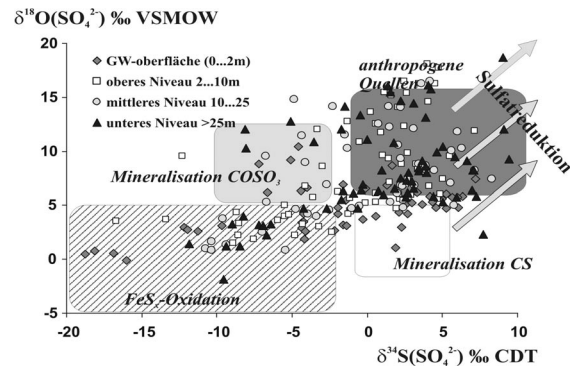 δ¹⁸O(SO₄²⁻) ‰ VSMOW
20
15
10
5
0
-5
GW-oberfläche (0...2m)
oberes Niveau 2...10m
mittleres Niveau 10...25
unteres Niveau >25m
anthropogene
Quellen
Sulfatreduktion
Mineralisation COSO₃
Mineralisation CS
FeSₓ-Oxidation
-20
-15
-10
-5
0
5
10
δ³⁴S(SO₄²⁻) ‰ CDT